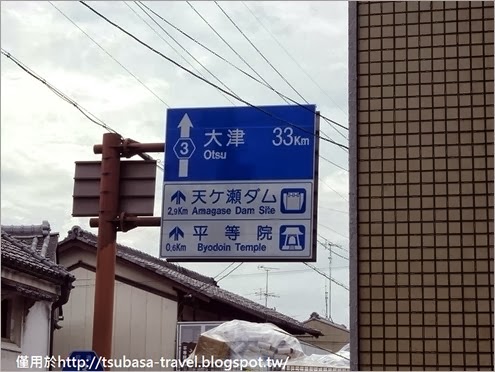 大津 33Km
3
Otsu
天ケ瀬ダム
2.9Km Amagase Dam Site
平等院
0.6Km Byodoin Temple
僅用於http://tsubasa-travel.blogspot.tw/